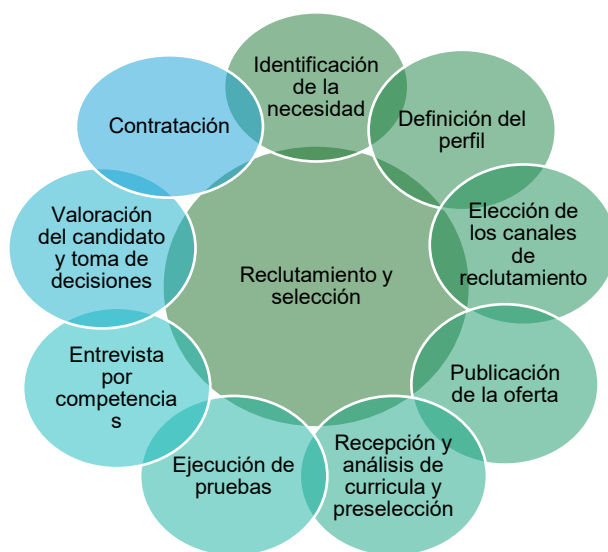 Identificación
de la
necesidad
Definición del
perfil
Elección de
los canales
de
reclutamiento
Publicación
de la oferta
Recepción y
análisis de
curricula y
preselección
Ejecución de
pruebas
Entrevista
por
competencia
s
Valoración
del candidato
y toma de
decisiones
Contratación
Reclutamiento y
selección